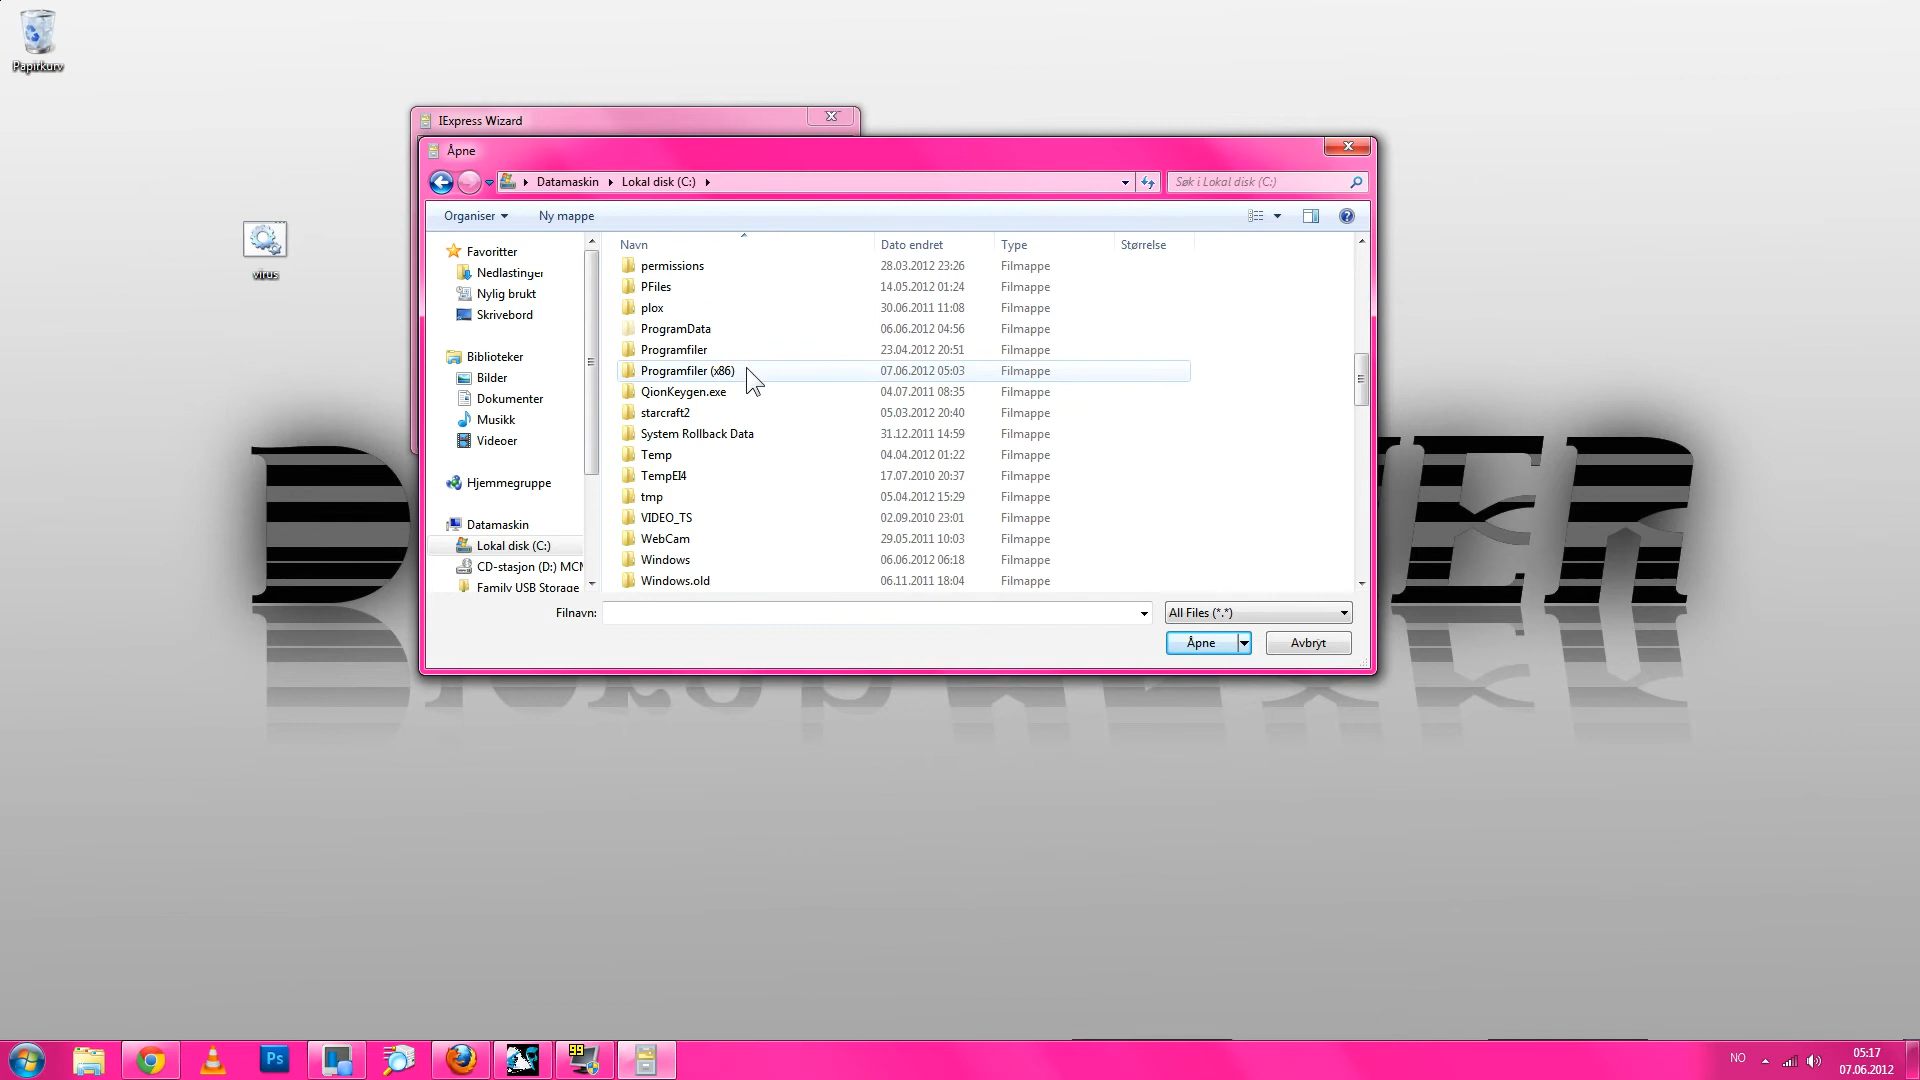 Papirkurv
IExpress Wizard
Åpne
Datamaskin
Lokal disk (C:)
Søk i Lokal disk (C:)
Organiser
Ny mappe
virus
Favoritter
Nedlastinger
Nylig brukt
Skrivebord
Biblioteker
Bilder
Dokumenter
Musikk
Videoer
Hjemmegruppe
Datamaskin
Lokal disk (C:)
CD-stasjon (D:) MCM
Family USB Storage
Navn Dato endret Type Størrelse
permissions 28.03.2012 23:26 Filmappe
PFiles 14.05.2012 01:24 Filmappe
plox 30.06.2011 11:08 Filmappe
ProgramData 06.06.2012 04:56 Filmappe
Programfiler 23.04.2012 20:51 Filmappe
Programfiler (x86) 07.06.2012 05:03 Filmappe
QionKeygen.exe 04.07.2011 08:35 Filmappe
starcraft2 05.03.2012 20:40 Filmappe
System Rollback Data 31.12.2011 14:59 Filmappe
Temp 04.04.2012 01:22 Filmappe
TempEI4 17.07.2010 20:37 Filmappe
tmp 05.04.2012 15:29 Filmappe
VIDEO_TS 02.09.2010 23:01 Filmappe
WebCam 29.05.2011 10:03 Filmappe
Windows 06.06.2012 06:18 Filmappe
Windows.old 06.11.2011 18:04 Filmappe
Filnavn:
All Files (*.*)
Åpne
Avbryt
Ps
99
NO
05:17
07.06.2012